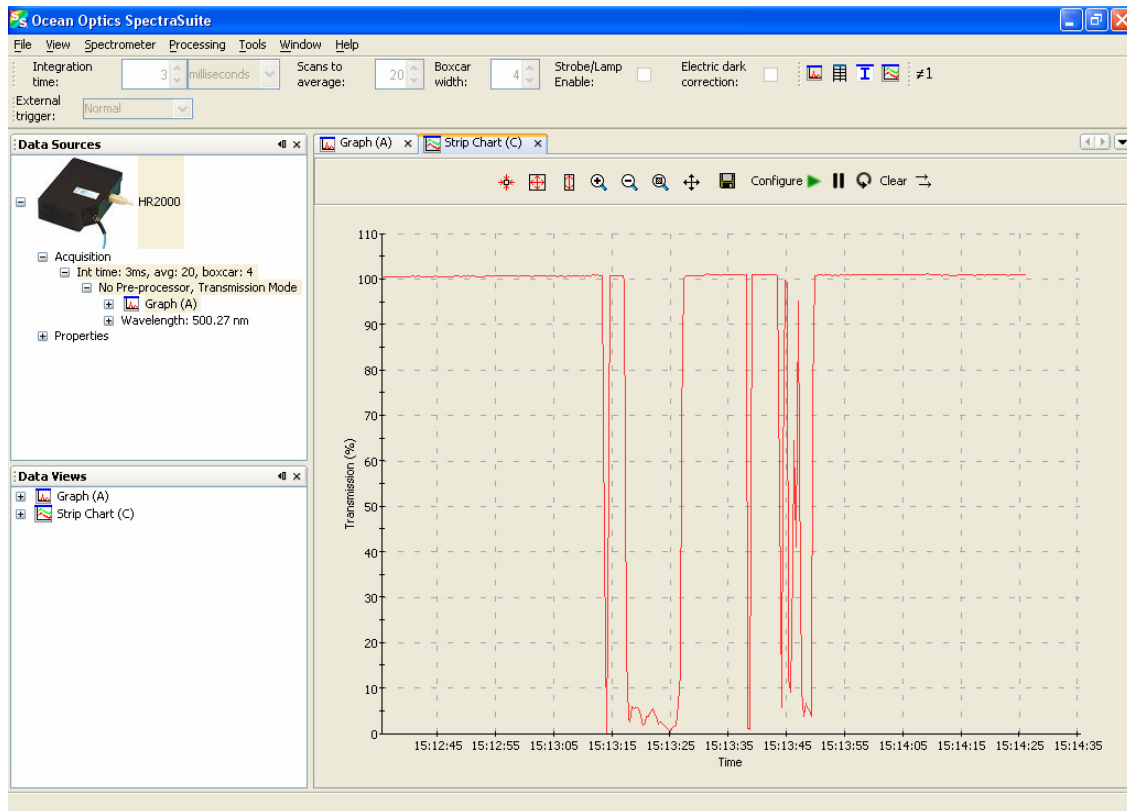 Ocean Optics SpectraSuite
File View Spectrometer Processing Tools Window Help
Integration time: 3 milliseconds Scans to average: 20 Boxcar width: 4 Strobe/Lamp Enable: Electric dark correction: ≠1
External trigger: Normal
Data Sources
HR2000
Acquisition
Int time: 3ms, avg: 20, boxcar: 4
No Pre-processor, Transmission Mode
Graph (A)
Wavelength: 500.27 nm
Properties
Data Views
Graph (A)
Strip Chart (C)
Graph (A) x Strip Chart (C) x
Configure Clear
110
100
90
80
70
60
50
40
30
20
10
0
Transmission (%)
15:12:45 15:12:55 15:13:05 15:13:15 15:13:25 15:13:35 15:13:45 15:13:55 15:14:05 15:14:15 15:14:25 15:14:35
Time